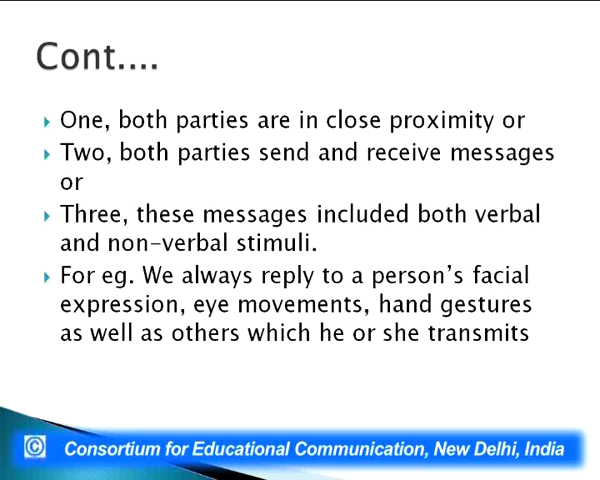 Cont....
One, both parties are in close proximity or
Two, both parties send and receive messages
or
Three, these messages included both verbal
and non-verbal stimuli.
For eg. We always reply to a person's facial
expression, eye movements, hand gestures
as well as others which he or she transmits
© Consortium for Educational Communication, New Delhi, India